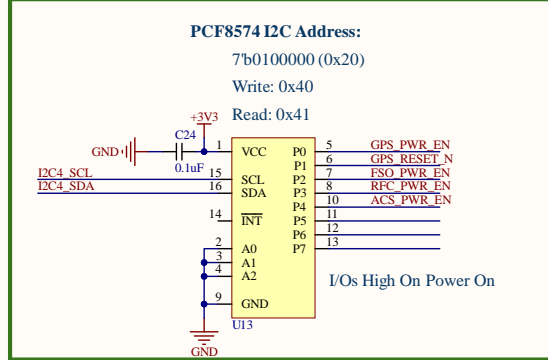 PCF8574 I2C Address:
7'b0100000 (0x20)
Write: 0x40
Read: 0x41
+3V3
C24
GND
0.1uF
1 VCC P0 5 GPS_PWR_EN
P1 6 GPS_RESET_N
I2C4_SCL 15 SCL P2 7 FSO_PWR_EN
I2C4_SDA 16 SDA P3 8 RFC_PWR_EN
P4 10 ACS_PWR_EN
14 INT P5 11
P6 12
2 A0 P7 13
3 A1
4 A2
I/Os High On Power On
9 GND
U13
GND